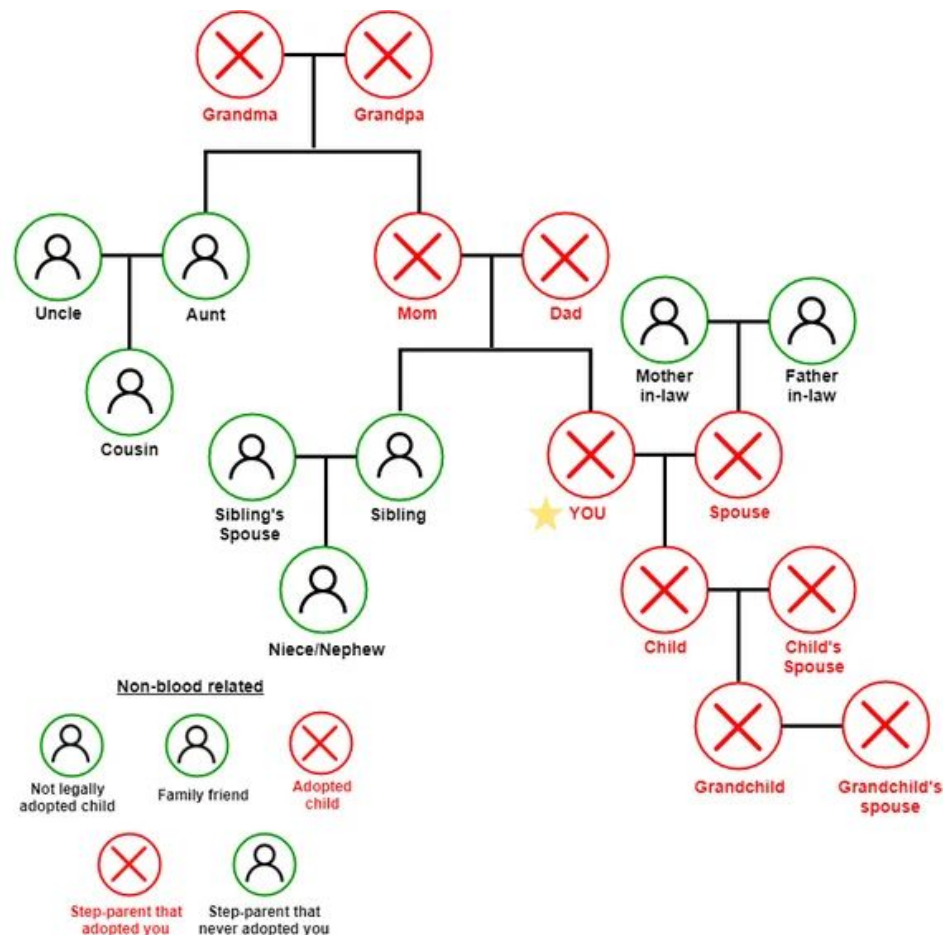 Grandma
Grandpa
Uncle
Aunt
Mom
Dad
Mother
in-law
Father
in-law
Cousin
Sibling's
Spouse
Sibling
YOU
Spouse
Niece/Nephew
Child
Child's
Spouse
Non-blood related
Not legally
adopted child
Family friend
Adopted
child
Grandchild
Grandchild's
spouse
Step-parent that
adopted you
Step-parent that
never adopted you